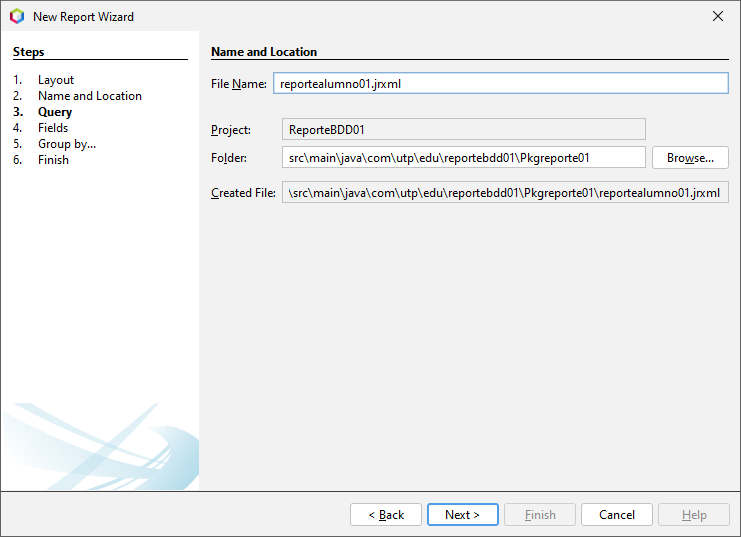 New Report Wizard
Steps
1. Layout
2. Name and Location
3. Query
4. Fields
5. Group by...
6. Finish
Name and Location
File Name: reportealumno01.jrxml
Project: ReporteBDD01
Folder: src\main\java\com\utp\edu\reportebdd01\Pkgreporte01 Browse...
Created File: \src\main\java\com\utp\edu\reportebdd01\Pkgreporte01\reportealumno01.jrxml
< Back Next > Finish Cancel Help